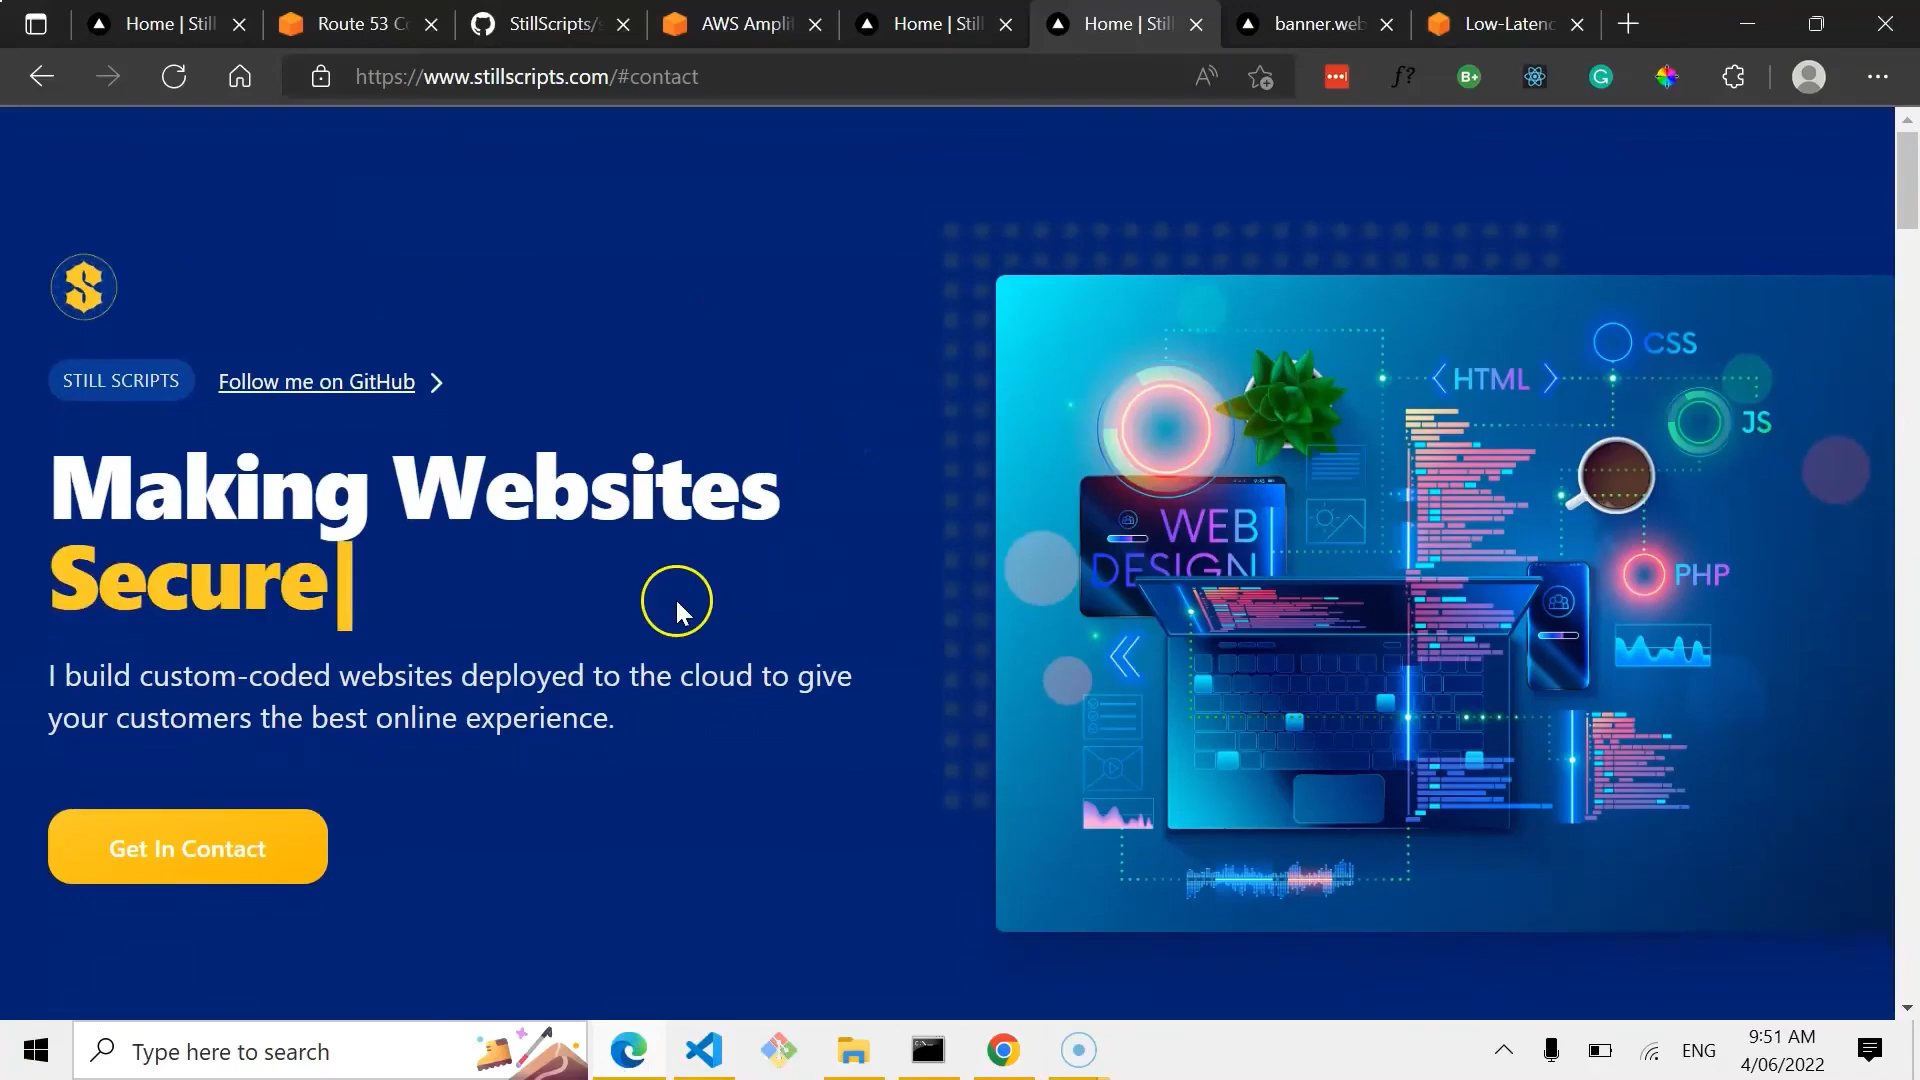 Home | Still
Route 53 Co
StillScripts/s
AWS Ampli
Home | Still
Home | Still
banner.web
Low-Latenc
https://www.stillscripts.com/#contact
STILL SCRIPTS
Follow me on GitHub
Making Websites
Secure
I build custom-coded websites deployed to the cloud to give
your customers the best online experience.
Get In Contact
CSS
HTML
JS
WEB
DESIGN
PHP
Type here to search
ENG
9:51 AM
4/06/2022